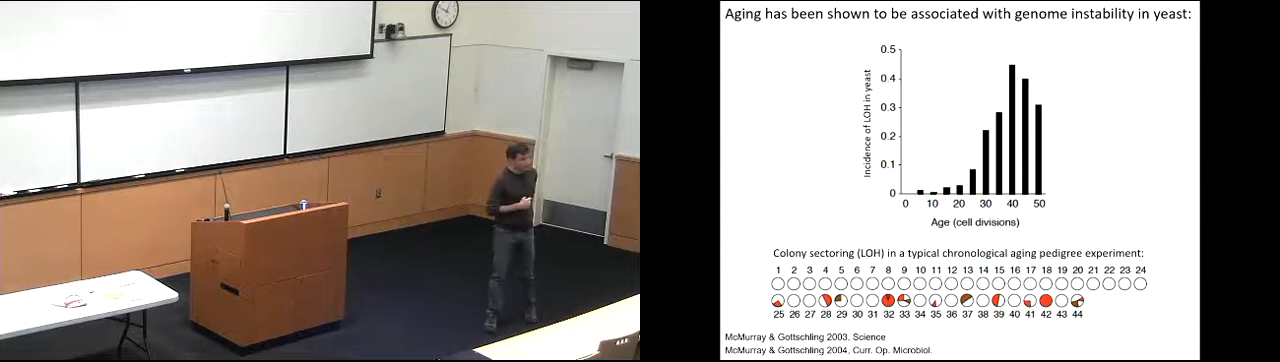 Aging has been shown to be associated with genome instability in yeast:
0.5
0.4
0.3
0.2
0.1
0
Incidence of LOH in yeast
0 10 20 30 40 50
Age (cell divisions)
Colony sectoring (LOH) in a typical chronological aging pedigree experiment:
1 2 3 4 5 6 7 8 9 10 11 12 13 14 15 16 17 18 19 20 21 22 23 24
25 26 27 28 29 30 31 32 33 34 35 36 37 38 39 40 41 42 43 44
McMurray & Gottschling 2003, Science
McMurray & Gottschling 2004, Curr. Op. Microbiol.